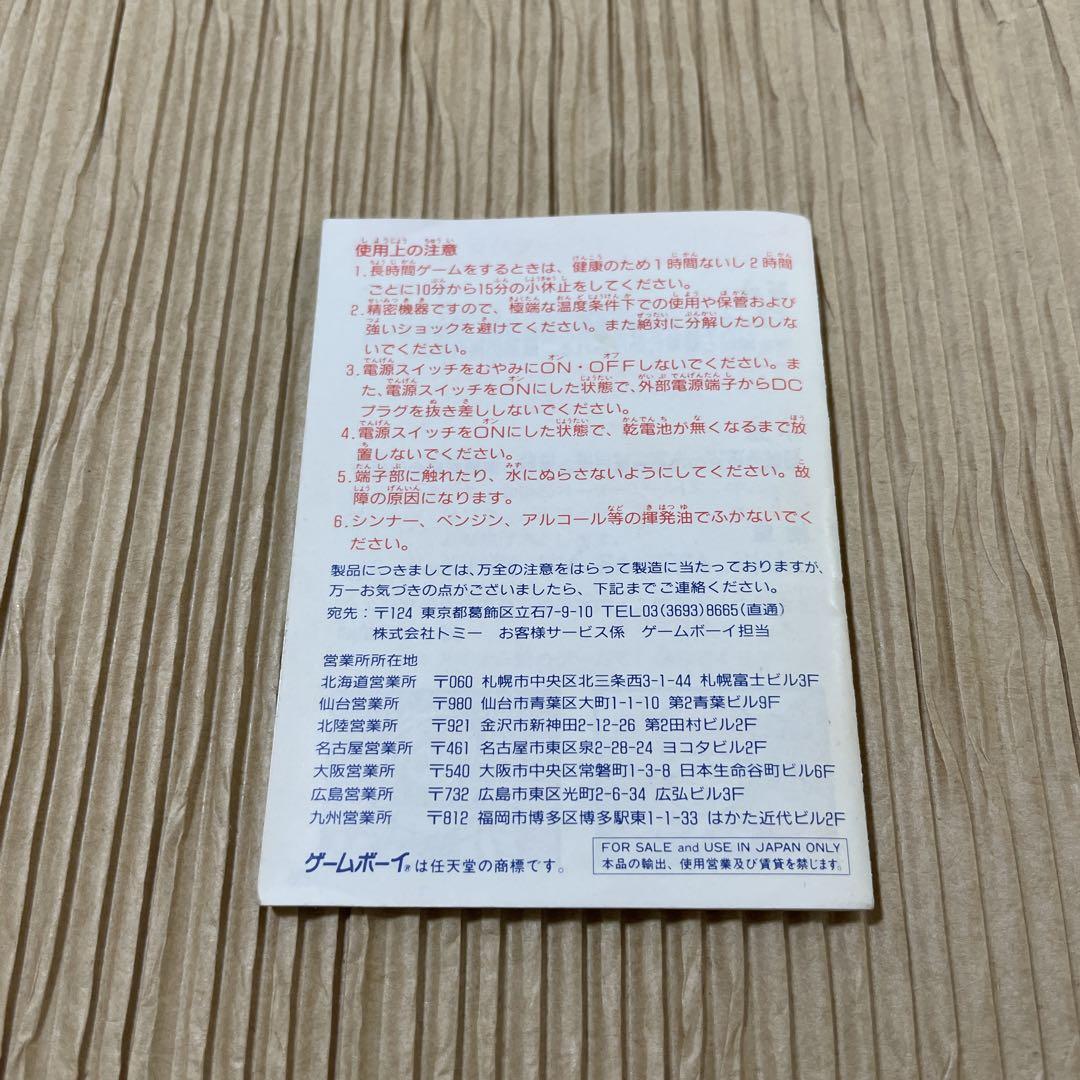 使用上の注意
1.長時間ゲームをするときは、健康のため1時間ないし2時間
ごとに10分から15分の小休止をしてください。
2.精密機器ですので、極端な温度条件下での使用や保管および
強いショックを避けてください。また絶対に分解したりしな
いでください。
3.電源スイッチをむやみにON・OFFしないでください。ま
た、電源スイッチをONにした状態で、外部電源端子からDC
プラグを抜き差ししないでください。
4.電源スイッチをONにした状態で、乾電池が無くなるまで放
置しないでください。
5.端子部に触れたり、水にぬらさないようにしてください。故
障の原因になります。
6.シンナー、ベンジン、アルコール等の揮発油でふかないでく
ださい。
製品につきましては、万全の注意をはらって製造に当たっておりますが、
万一お気づきの点がございましたら、下記までご連絡ください。
宛先:〒124 東京都葛飾区立石7-9-10 TEL03(3693)8665(直通)
株式会社トミー お客様サービス係 ゲームボーイ担当
営業所所在地
北海道営業所 〒060 札幌市中央区北三条西3-1-44 札幌富士ビル3F
仙台営業所 〒980 仙台市青葉区大町1-1-10 第2青葉ビル9F
北陸営業所 〒921 金沢市新神田2-12-26 第2田村ビル2F
名古屋営業所 〒461 名古屋市東区泉2-28-24 ヨコタビル2F
大阪営業所 〒540 大阪市中央区常磐町1-3-8 日本生命谷町ビル6F
広島営業所 〒732 広島市東区光町2-6-34 広弘ビル3F
九州営業所 〒812 福岡市博多区博多駅東1-1-33 はかた近代ビル2F
ゲームボーイ®は任天堂の商標です。
FOR SALE and USE IN JAPAN ONLY
本品の輸出、使用営業及び賃貸を禁じます。